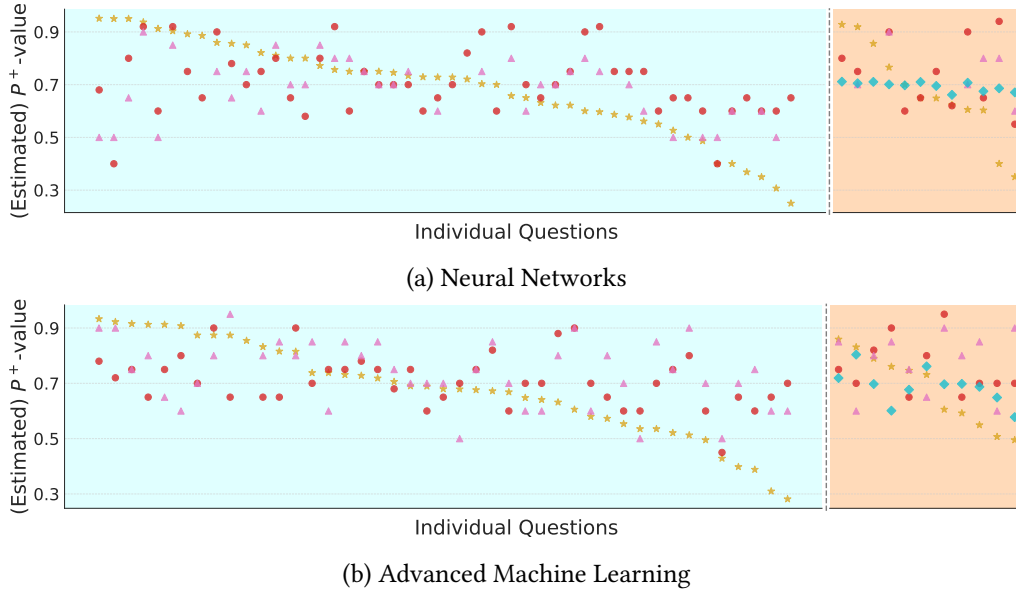 (Estimated) P⁺-value
0.9
0.7
0.5
0.3
Individual Questions
(a) Neural Networks
(Estimated) P⁺-value
0.9
0.7
0.5
0.3
Individual Questions
(b) Advanced Machine Learning